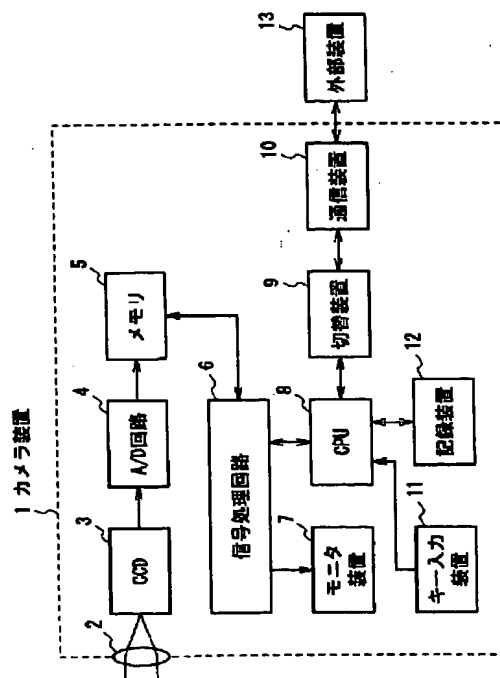 1 カメラ装置
2
3
CCD
4
A/D回路
5
メモリ
6
信号処理回路
7
モニタ
装置
8
CPU
9
切替装置
10
通信装置
13
外部装置
11
キー入力
装置
12
記録装置